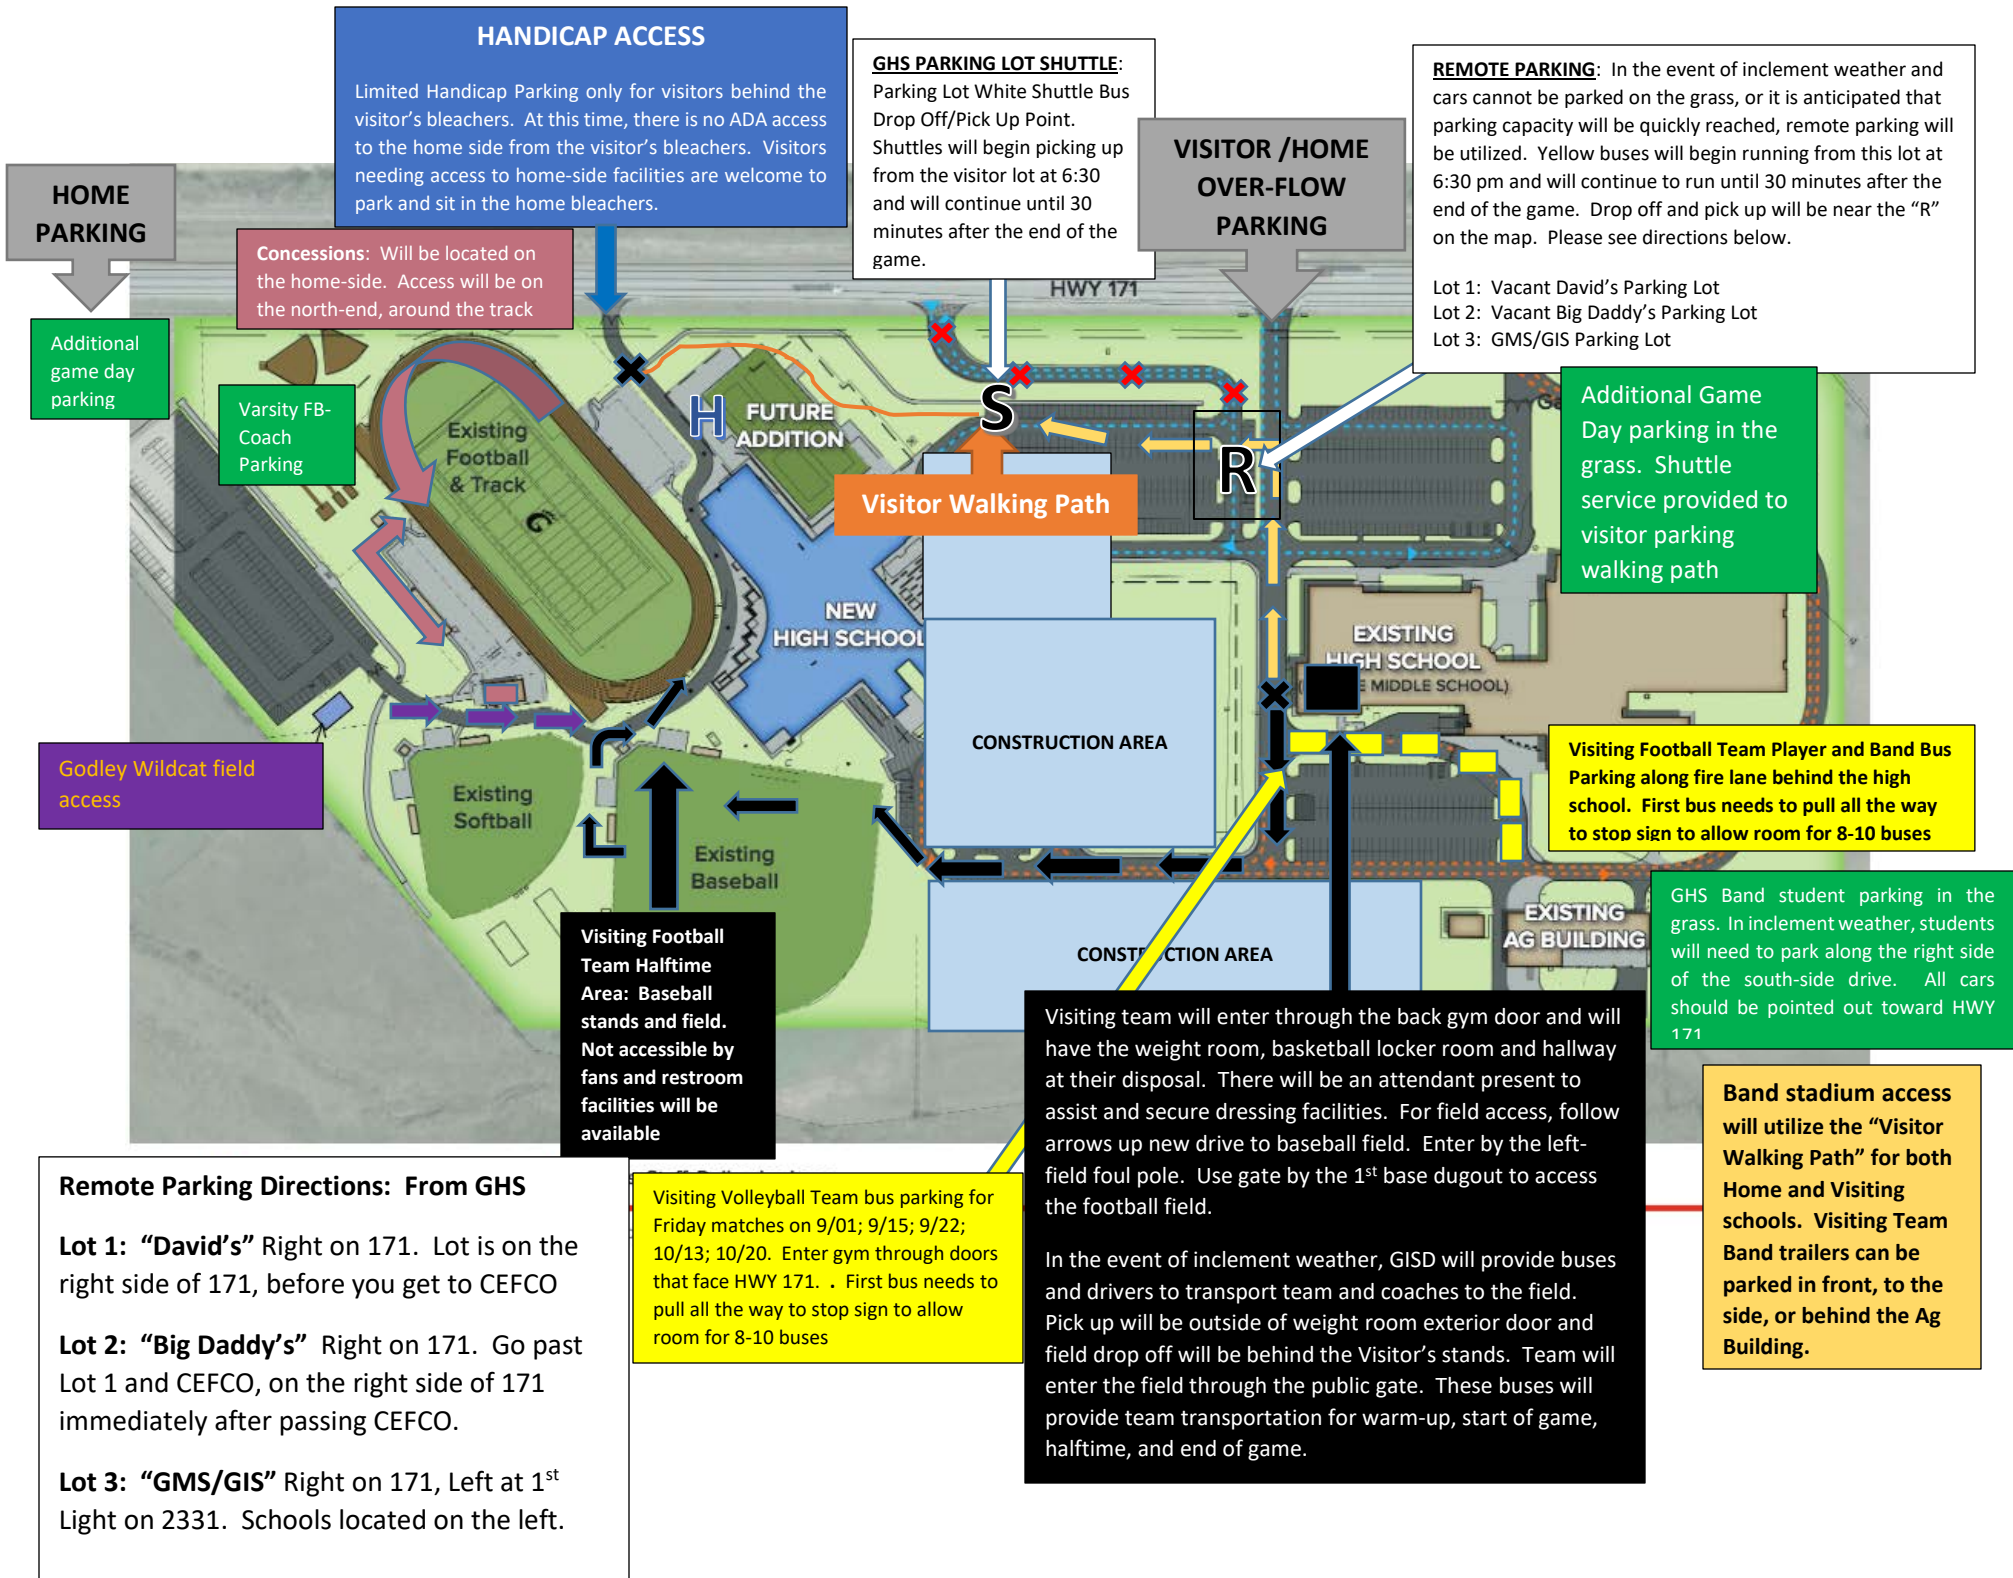 HANDICAP ACCESS
Limited Handicap Parking only for visitors behind the
visitor's bleachers. At this time, there is no ADA access
to the home side from the visitor's bleachers. Visitors
needing access to home-side facilities are welcome to
park and sit in the home bleachers.
GHS PARKING LOT SHUTTLE:
Parking Lot White Shuttle Bus
Drop Off/Pick Up Point.
Shuttles will begin picking up
from the visitor lot at 6:30
and will continue until 30
minutes after the end of the
game.
VISITOR /HOME
OVER-FLOW
PARKING
REMOTE PARKING: In the event of inclement weather and
cars cannot be parked on the grass, or it is anticipated that
parking capacity will be quickly reached, remote parking will
be utilized. Yellow buses will begin running from this lot at
6:30 pm and will continue to run until 30 minutes after the
end of the game. Drop off and pick up will be near the "R"
on the map. Please see directions below.
Lot 1: Vacant David's Parking Lot
Lot 2: Vacant Big Daddy's Parking Lot
Lot 3: GMS/GIS Parking Lot
HOME
PARKING
Concessions: Will be located on
the home-side. Access will be on
the north-end, around the track
HWY 171
Additional
game day
parking
Varsity FB-
Coach
Parking
Existing
Football
& Track
G
H
FUTURE
ADDITION
S
R
Visitor Walking Path
Additional Game
Day parking in the
grass. Shuttle
service provided to
visitor parking
walking path
NEW
HIGH SCHOOL
EXISTING
HIGH SCHOOL
MIDDLE SCHOOL)
CONSTRUCTION AREA
Godley Wildcat field
access
Existing
Softball
Existing
Baseball
Visiting Football Team Player and Band Bus
Parking along fire lane behind the high
school. First bus needs to pull all the way
to stop sign to allow room for 8-10 buses
GHS Band student parking in the
grass. In inclement weather, students
will need to park along the right side
of the south-side drive. All cars
should be pointed out toward HWY
171
EXISTING
AG BUILDING
CONSTRUCTION AREA
Visiting Football
Team Halftime
Area: Baseball
stands and field.
Not accessible by
fans and restroom
facilities will be
available
Visiting team will enter through the back gym door and will
have the weight room, basketball locker room and hallway
at their disposal. There will be an attendant present to
assist and secure dressing facilities. For field access, follow
arrows up new drive to baseball field. Enter by the left-
field foul pole. Use gate by the 1st base dugout to access
the football field.
In the event of inclement weather, GISD will provide buses
and drivers to transport team and coaches to the field.
Pick up will be outside of weight room exterior door and
field drop off will be behind the Visitor's stands. Team will
enter the field through the public gate. These buses will
provide team transportation for warm-up, start of game,
halftime, and end of game.
Band stadium access
will utilize the "Visitor
Walking Path" for both
Home and Visiting
schools. Visiting Team
Band trailers can be
parked in front, to the
side, or behind the Ag
Building.
Visiting Volleyball Team bus parking for
Friday matches on 9/01; 9/15; 9/22;
10/13; 10/20. Enter gym through doors
that face HWY 171. . First bus needs to
pull all the way to stop sign to allow
room for 8-10 buses
Remote Parking Directions: From GHS
Lot 1: "David's" Right on 171. Lot is on the
right side of 171, before you get to CEFCO
Lot 2: "Big Daddy's" Right on 171. Go past
Lot 1 and CEFCO, on the right side of 171
immediately after passing CEFCO.
Lot 3: "GMS/GIS" Right on 171, Left at 1st
Light on 2331. Schools located on the left.